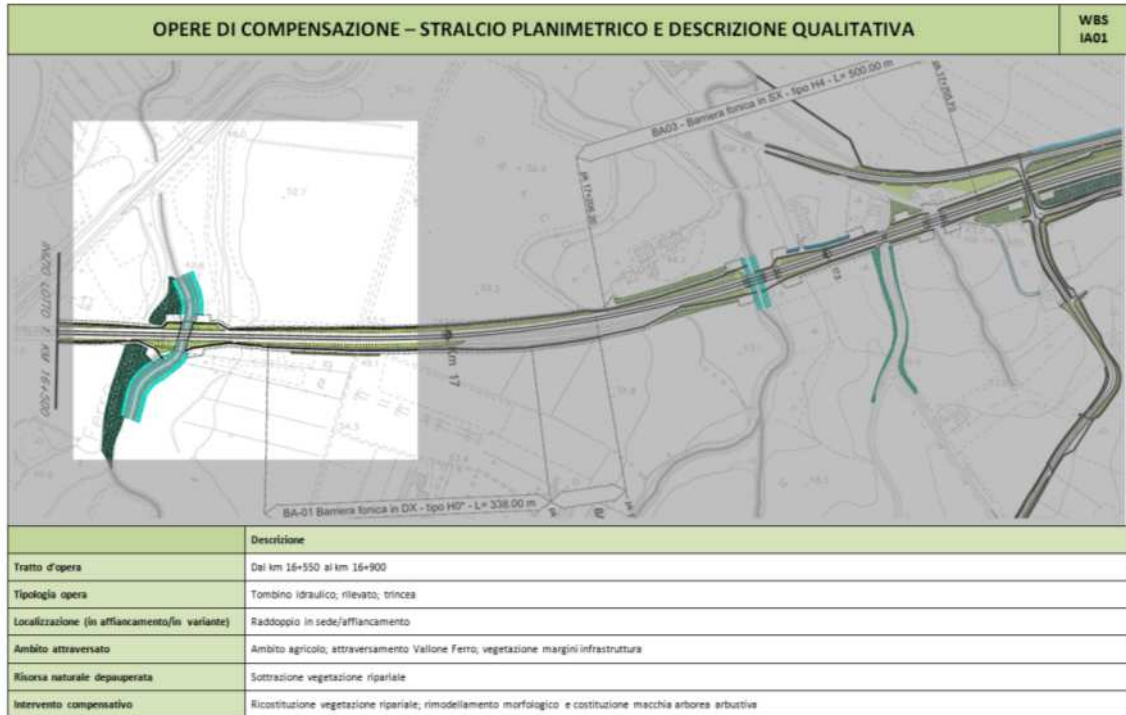 OPERE DI COMPENSAZIONE – STRALCIO PLANIMETRICO E DESCRIZIONE QUALITATIVA
WBS
IA01
BA03 - Barriera fonica in SX - tipo H4 - L= 500.00 m
INIZIO LOTTO 1 KM 16+500
Km 17
BA-01 Barriera fonica in DX - tipo H0* - L= 338.00 m
Descrizione
Tratto d'opera
Dal km 16+550 al km 16+900
Tipologia opera
Tombino idraulico; rilevato; trincea
Localizzazione (in affiancamento/in variante)
Raddoppio in sede/affiancamento
Ambito attraversato
Ambito agricolo; attraversamento Vallone Ferro; vegetazione margini infrastruttura
Risorsa naturale depauperata
Sottrazione vegetazione ripariale
Intervento compensativo
Ricostituzione vegetazione ripariale; rimodellamento morfologico e costituzione macchia arborea arbustiva